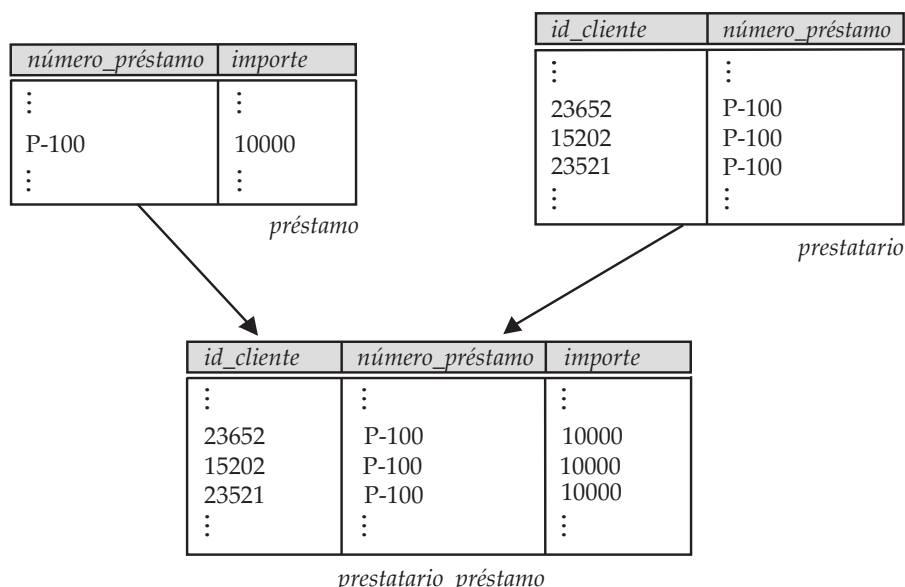 número_préstamo importe
⋮ ⋮
P-100 10000
⋮ ⋮
préstamo
id_cliente número_préstamo
⋮ ⋮
23652 P-100
15202 P-100
23521 P-100
⋮ ⋮
prestatario
id_cliente número_préstamo importe
⋮ ⋮ ⋮
23652 P-100 10000
15202 P-100 10000
23521 P-100 10000
⋮ ⋮ ⋮
prestatario_préstamo